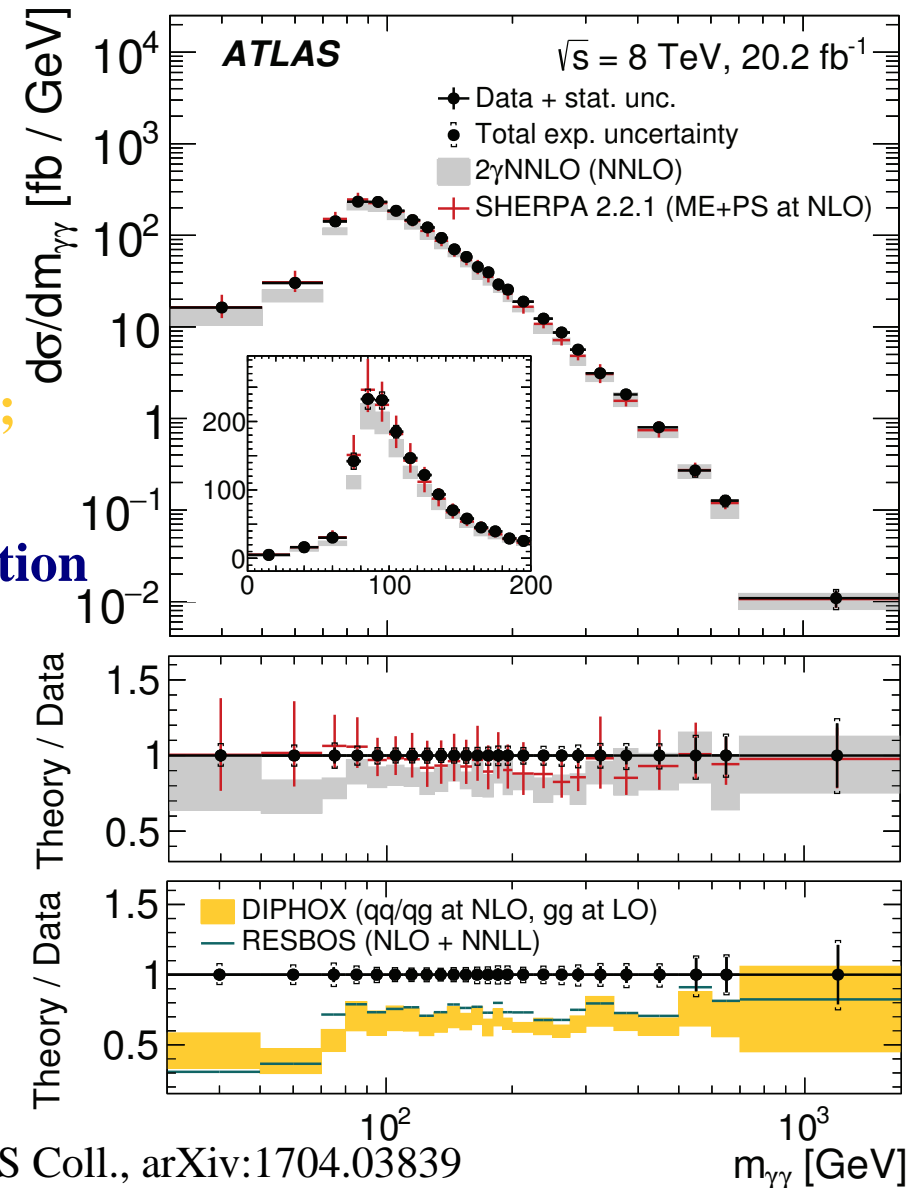 dσ/dmγγ [fb / GeV]
10⁴
10³
10²
10
1
10⁻¹
10⁻²
ATLAS
√s = 8 TeV, 20.2 fb⁻¹
Data + stat. unc.
Total exp. uncertainty
2γNNLO (NNLO)
SHERPA 2.2.1 (ME+PS at NLO)
;
tion
200
100
0
0 100 200
Theory / Data
1.5
1
0.5
Theory / Data
1.5
1
0.5
DIPHOX (qq/qg at NLO, gg at LO)
RESBOS (NLO + NNLL)
10² 10³
S Coll., arXiv:1704.03839
mγγ [GeV]